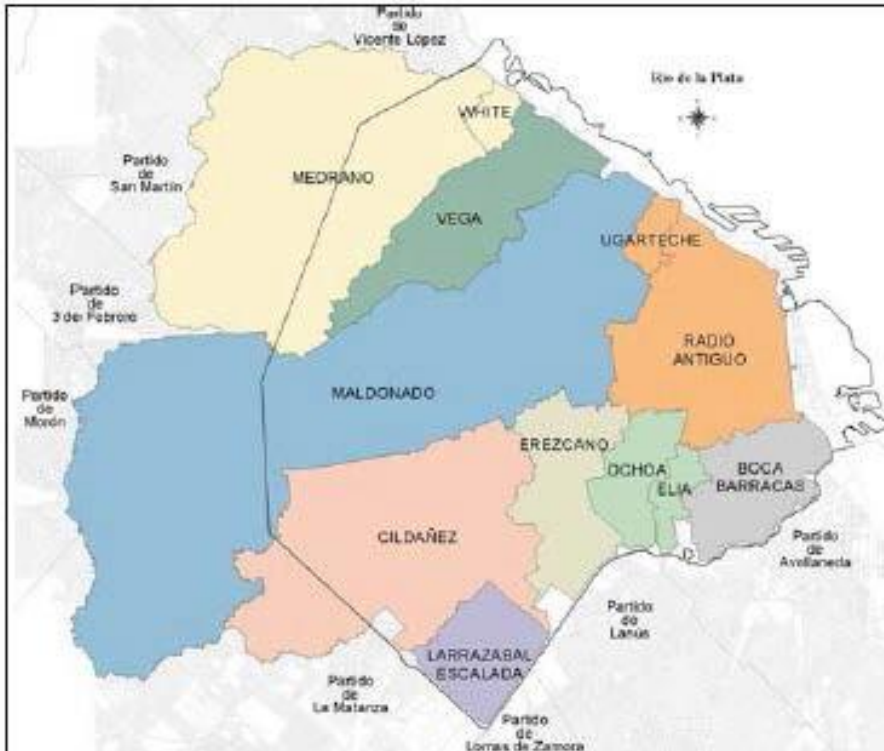 Partido
de
Vicente López
Rio de la Plata
WHITE
Partido
de
San Martín
MEDRANO
VEGA
UGARTECHE
Partido
de
3 de Febrero
RADIO
ANTIGUO
Partido
de
Morón
MALDONADO
EREZCANO
OCHOA
ELIA
BOCA
BARRACAS
CILDAÑEZ
Partido
de
Avellaneda
Partido
de
Lanús
LARRAZABAL
ESCALADA
Partido
de
La Matanza
Partido
de
Lomas de Zamora